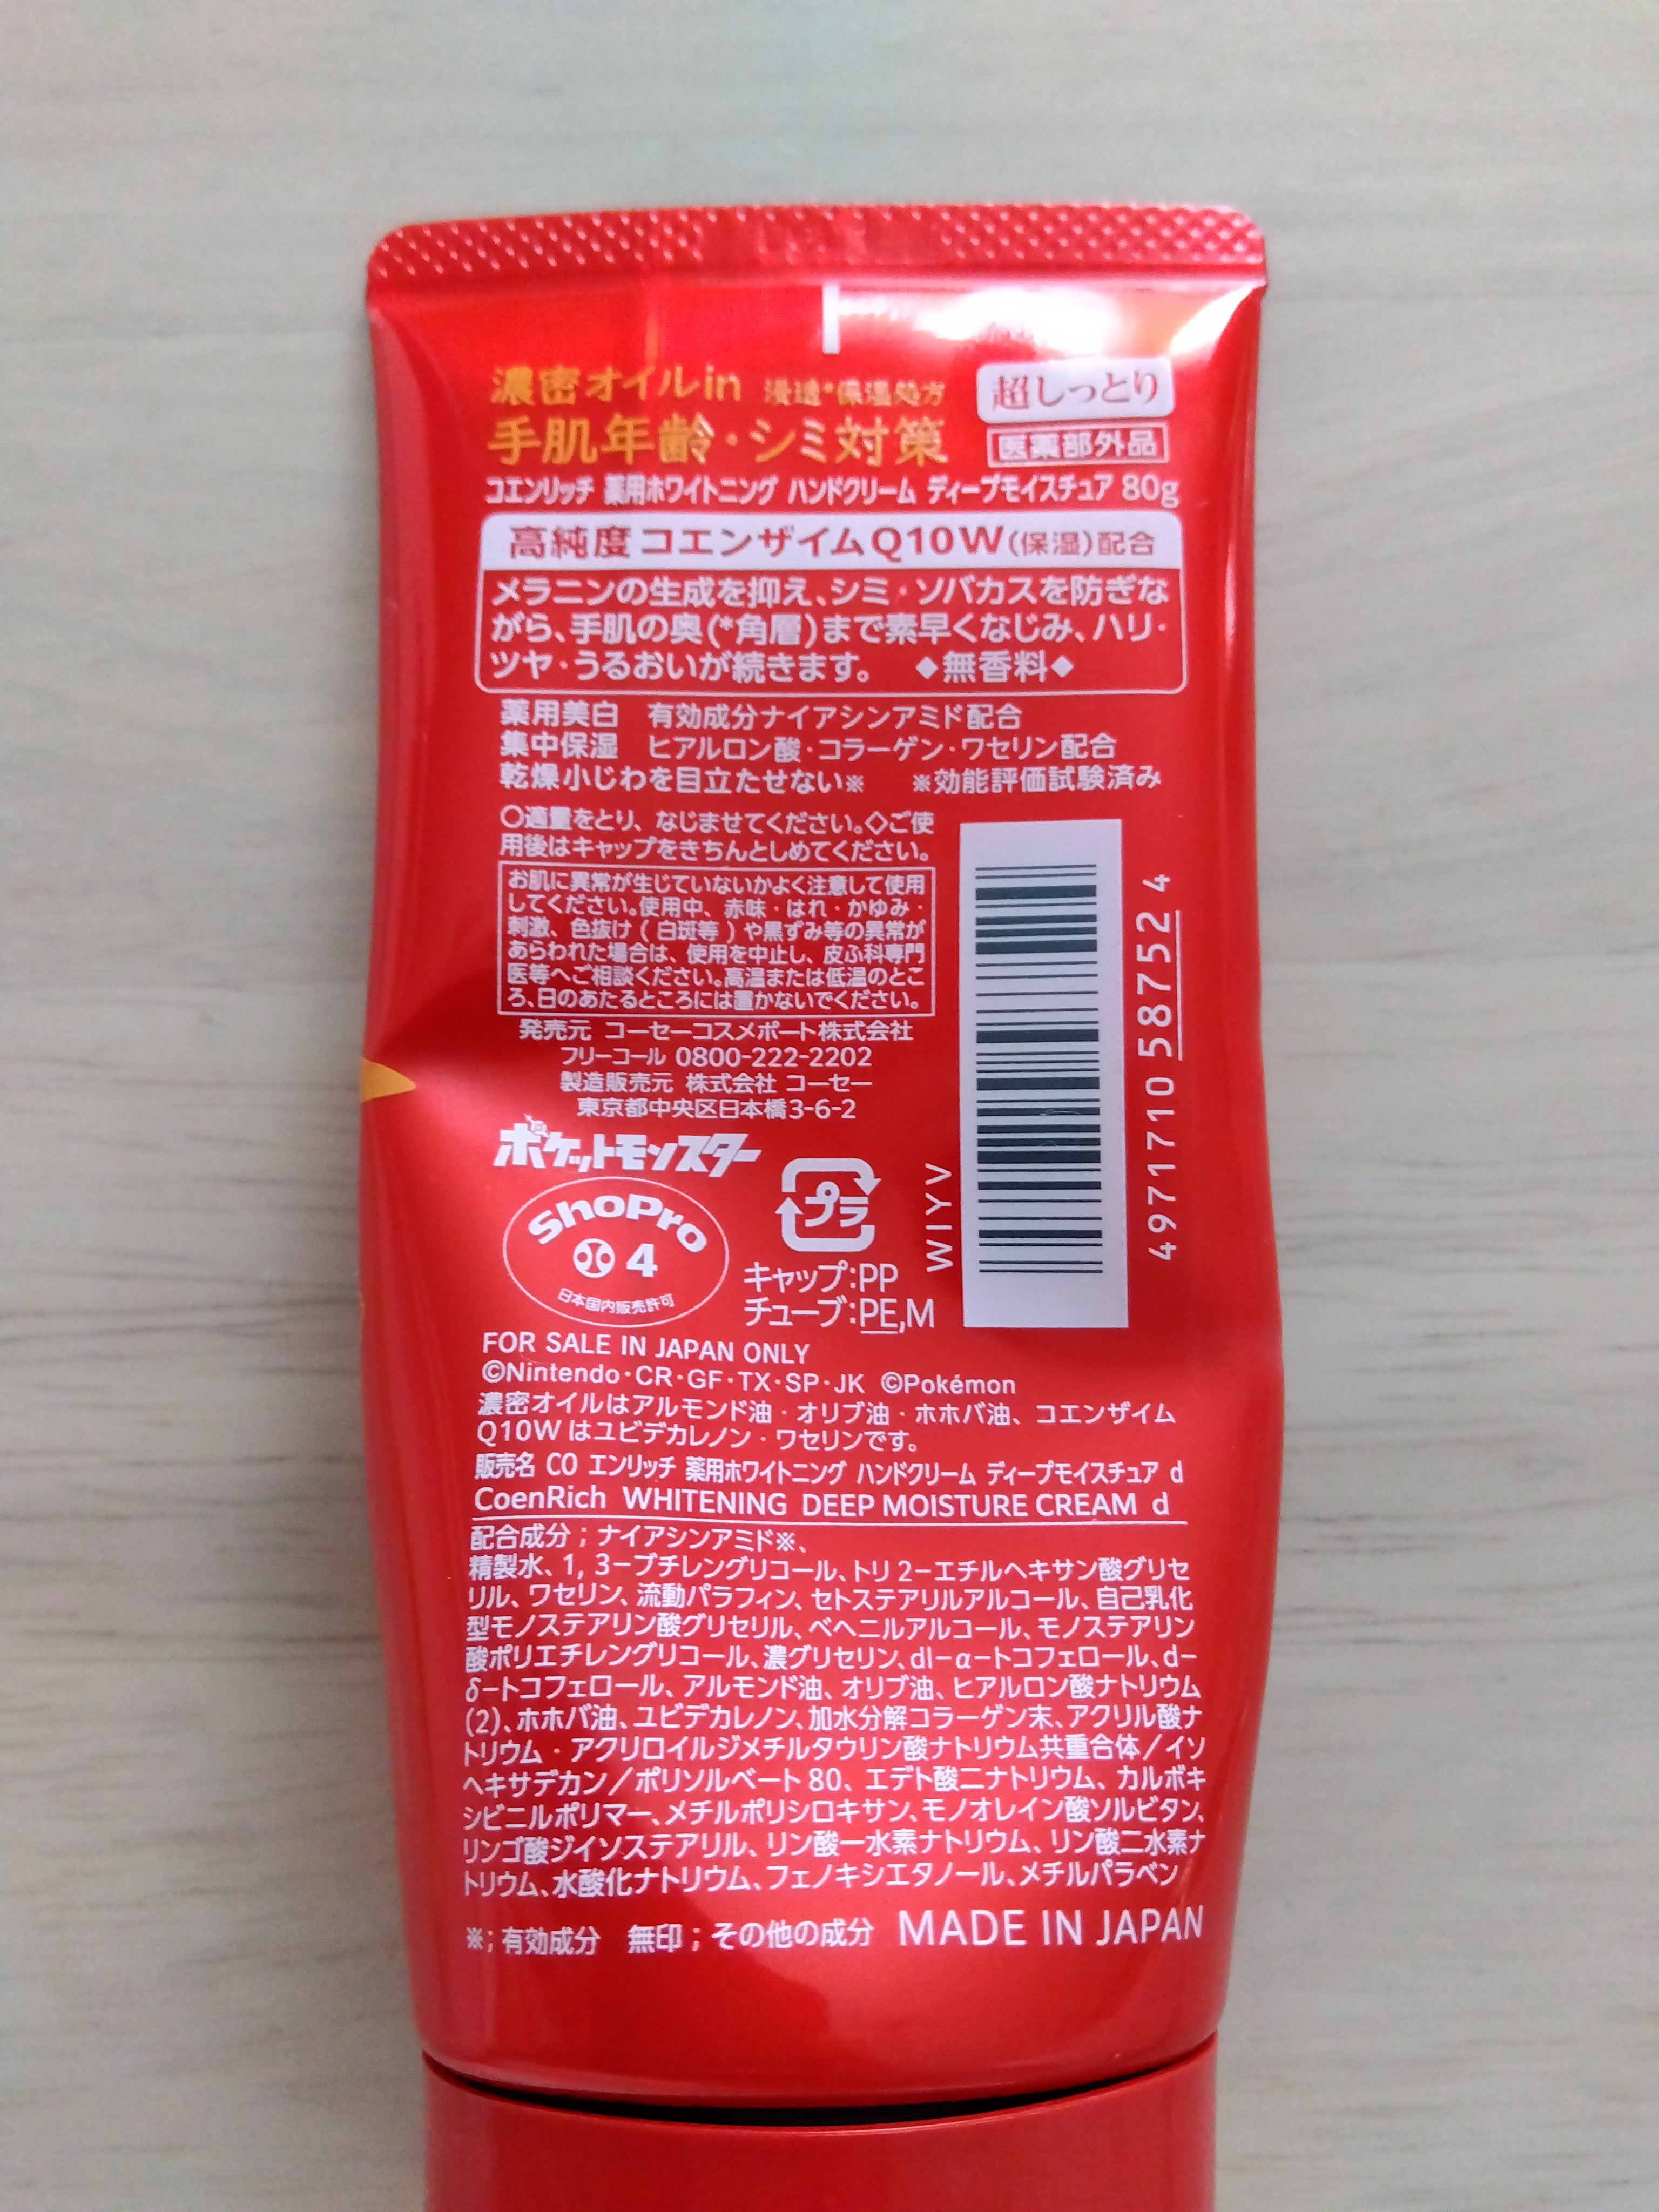 濃密オイルin 浸透*保湿処方 超しっとり
手肌年齢・シミ対策 医薬部外品
コエンリッチ 薬用ホワイトニング ハンドクリーム ディープモイスチュア 80g
高純度コエンザイムQ10W(保湿)配合
メラニンの生成を抑え、シミ・ソバカスを防ぎな
がら、手肌の奥(*角層)まで素早くなじみ、ハリ・
ツヤ・うるおいが続きます。 ◆無香料◆
薬用美白 有効成分ナイアシンアミド配合
集中保湿 ヒアルロン酸・コラーゲン・ワセリン配合
乾燥小じわを目立たせない※ ※効能評価試験済み
○適量をとり、なじませてください。◇ご使
用後はキャップをきちんとしめてください。
お肌に異常が生じていないかよく注意して使用
してください。使用中、赤味・はれ・かゆみ・
刺激、色抜け(白斑等)や黒ずみ等の異常が
あらわれた場合は、使用を中止し、皮ふ科専門
医等へご相談ください。高温または低温のとこ
ろ、日のあたるところには置かないでください。
発売元 コーセーコスメポート株式会社
フリーコール 0800-222-2202
製造販売元 株式会社 コーセー
東京都中央区日本橋3-6-2
4971710 587524
WIYV
ポケットモンスター
ShoPro
4
日本国内販売許可
プラ
キャップ:PP
チューブ:PE,M
FOR SALE IN JAPAN ONLY
©Nintendo・CR・GF・TX・SP・JK ©Pokémon
濃密オイルはアルモンド油・オリブ油・ホホバ油、コエンザイム
Q10Wはユビデカレノン・ワセリンです。
販売名 CO エンリッチ 薬用ホワイトニング ハンドクリーム ディープモイスチュア d
CoenRich WHITENING DEEP MOISTURE CREAM d
配合成分;ナイアシンアミド※、
精製水、1,3-ブチレングリコール、トリ2-エチルヘキサン酸グリセ
リル、ワセリン、流動パラフィン、セトステアリルアルコール、自己乳化
型モノステアリン酸グリセリル、ベヘニルアルコール、モノステアリン
酸ポリエチレングリコール、濃グリセリン、dl-α-トコフェロール、d-
δ-トコフェロール、アルモンド油、オリブ油、ヒアルロン酸ナトリウム
(2)、ホホバ油、ユビデカレノン、加水分解コラーゲン末、アクリル酸ナ
トリウム・アクリロイルジメチルタウリン酸ナトリウム共重合体/イソ
ヘキサデカン/ポリソルベート80、エデト酸二ナトリウム、カルボキ
シビニルポリマー、メチルポリシロキサン、モノオレイン酸ソルビタン、
リンゴ酸ジイソステアリル、リン酸一水素ナトリウム、リン酸二水素ナ
トリウム、水酸化ナトリウム、フェノキシエタノール、メチルパラベン
※;有効成分 無印;その他の成分 MADE IN JAPAN